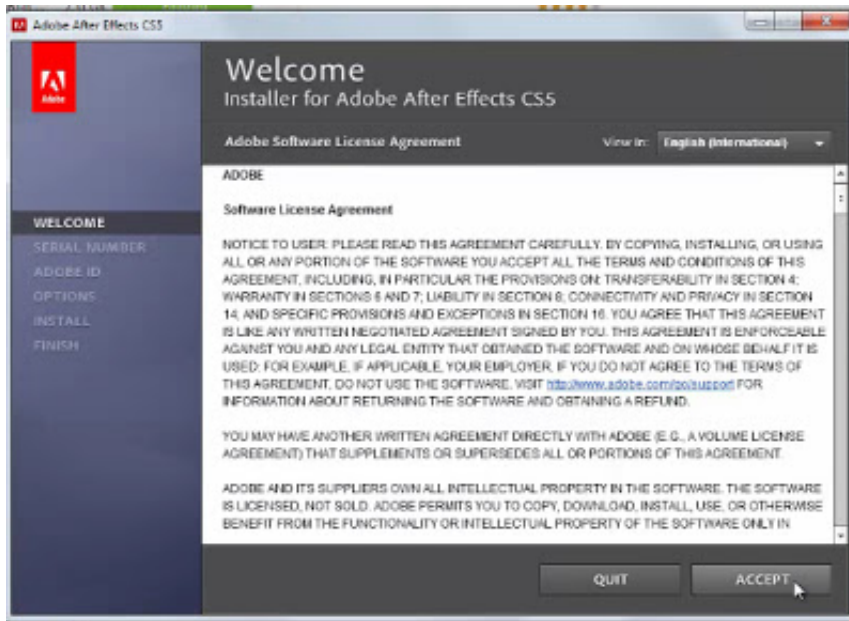 Adobe After Effects CS5
Adobe
Welcome
Installer for Adobe After Effects CS5
Adobe Software License Agreement
View in: English (International)
WELCOME
SERIAL NUMBER
ADOBE ID
OPTIONS
INSTALL
FINISH
ADOBE
Software License Agreement
NOTICE TO USER: PLEASE READ THIS AGREEMENT CAREFULLY. BY COPYING, INSTALLING, OR USING
ALL OR ANY PORTION OF THE SOFTWARE YOU ACCEPT ALL THE TERMS AND CONDITIONS OF THIS
AGREEMENT, INCLUDING, IN PARTICULAR THE PROVISIONS ON: TRANSFERABILITY IN SECTION 4;
WARRANTY IN SECTIONS 6 AND 7; LIABILITY IN SECTION 8; CONNECTIVITY AND PRIVACY IN SECTION
14, AND SPECIFIC PROVISIONS AND EXCEPTIONS IN SECTION 16. YOU AGREE THAT THIS AGREEMENT
IS LIKE ANY WRITTEN NEGOTIATED AGREEMENT SIGNED BY YOU. THIS AGREEMENT IS ENFORCEABLE
AGAINST YOU AND ANY LEGAL ENTITY THAT OBTAINED THE SOFTWARE AND ON WHOSE BEHALF IT IS
USED: FOR EXAMPLE, IF APPLICABLE, YOUR EMPLOYER. IF YOU DO NOT AGREE TO THE TERMS OF
THIS AGREEMENT, DO NOT USE THE SOFTWARE. VISIT http://www.adobe.com/go/support FOR
INFORMATION ABOUT RETURNING THE SOFTWARE AND OBTAINING A REFUND.
YOU MAY HAVE ANOTHER WRITTEN AGREEMENT DIRECTLY WITH ADOBE (E.G., A VOLUME LICENSE
AGREEMENT) THAT SUPPLEMENTS OR SUPERSEDES ALL OR PORTIONS OF THIS AGREEMENT.
ADOBE AND ITS SUPPLIERS OWN ALL INTELLECTUAL PROPERTY IN THE SOFTWARE. THE SOFTWARE
IS LICENSED, NOT SOLD. ADOBE PERMITS YOU TO COPY, DOWNLOAD, INSTALL, USE, OR OTHERWISE
BENEFIT FROM THE FUNCTIONALITY OR INTELLECTUAL PROPERTY OF THE SOFTWARE ONLY IN
QUIT
ACCEPT